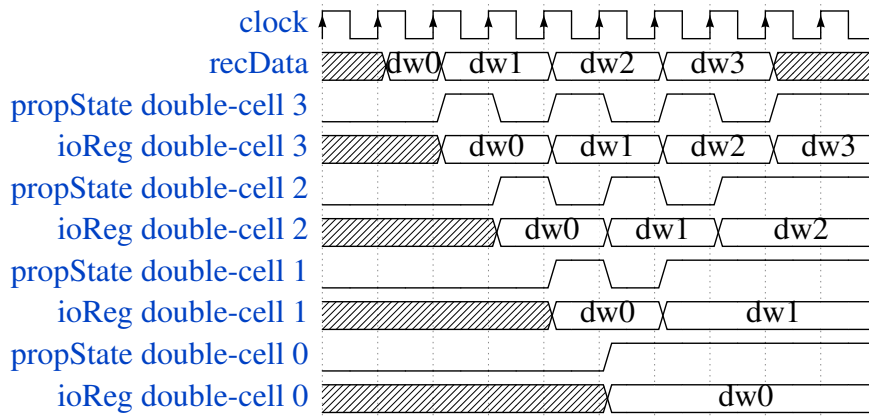 clock
recData dw0 dw1 dw2 dw3
propState double-cell 3
ioReg double-cell 3 dw0 dw1 dw2 dw3
propState double-cell 2
ioReg double-cell 2 dw0 dw1 dw2
propState double-cell 1
ioReg double-cell 1 dw0 dw1
propState double-cell 0
ioReg double-cell 0 dw0